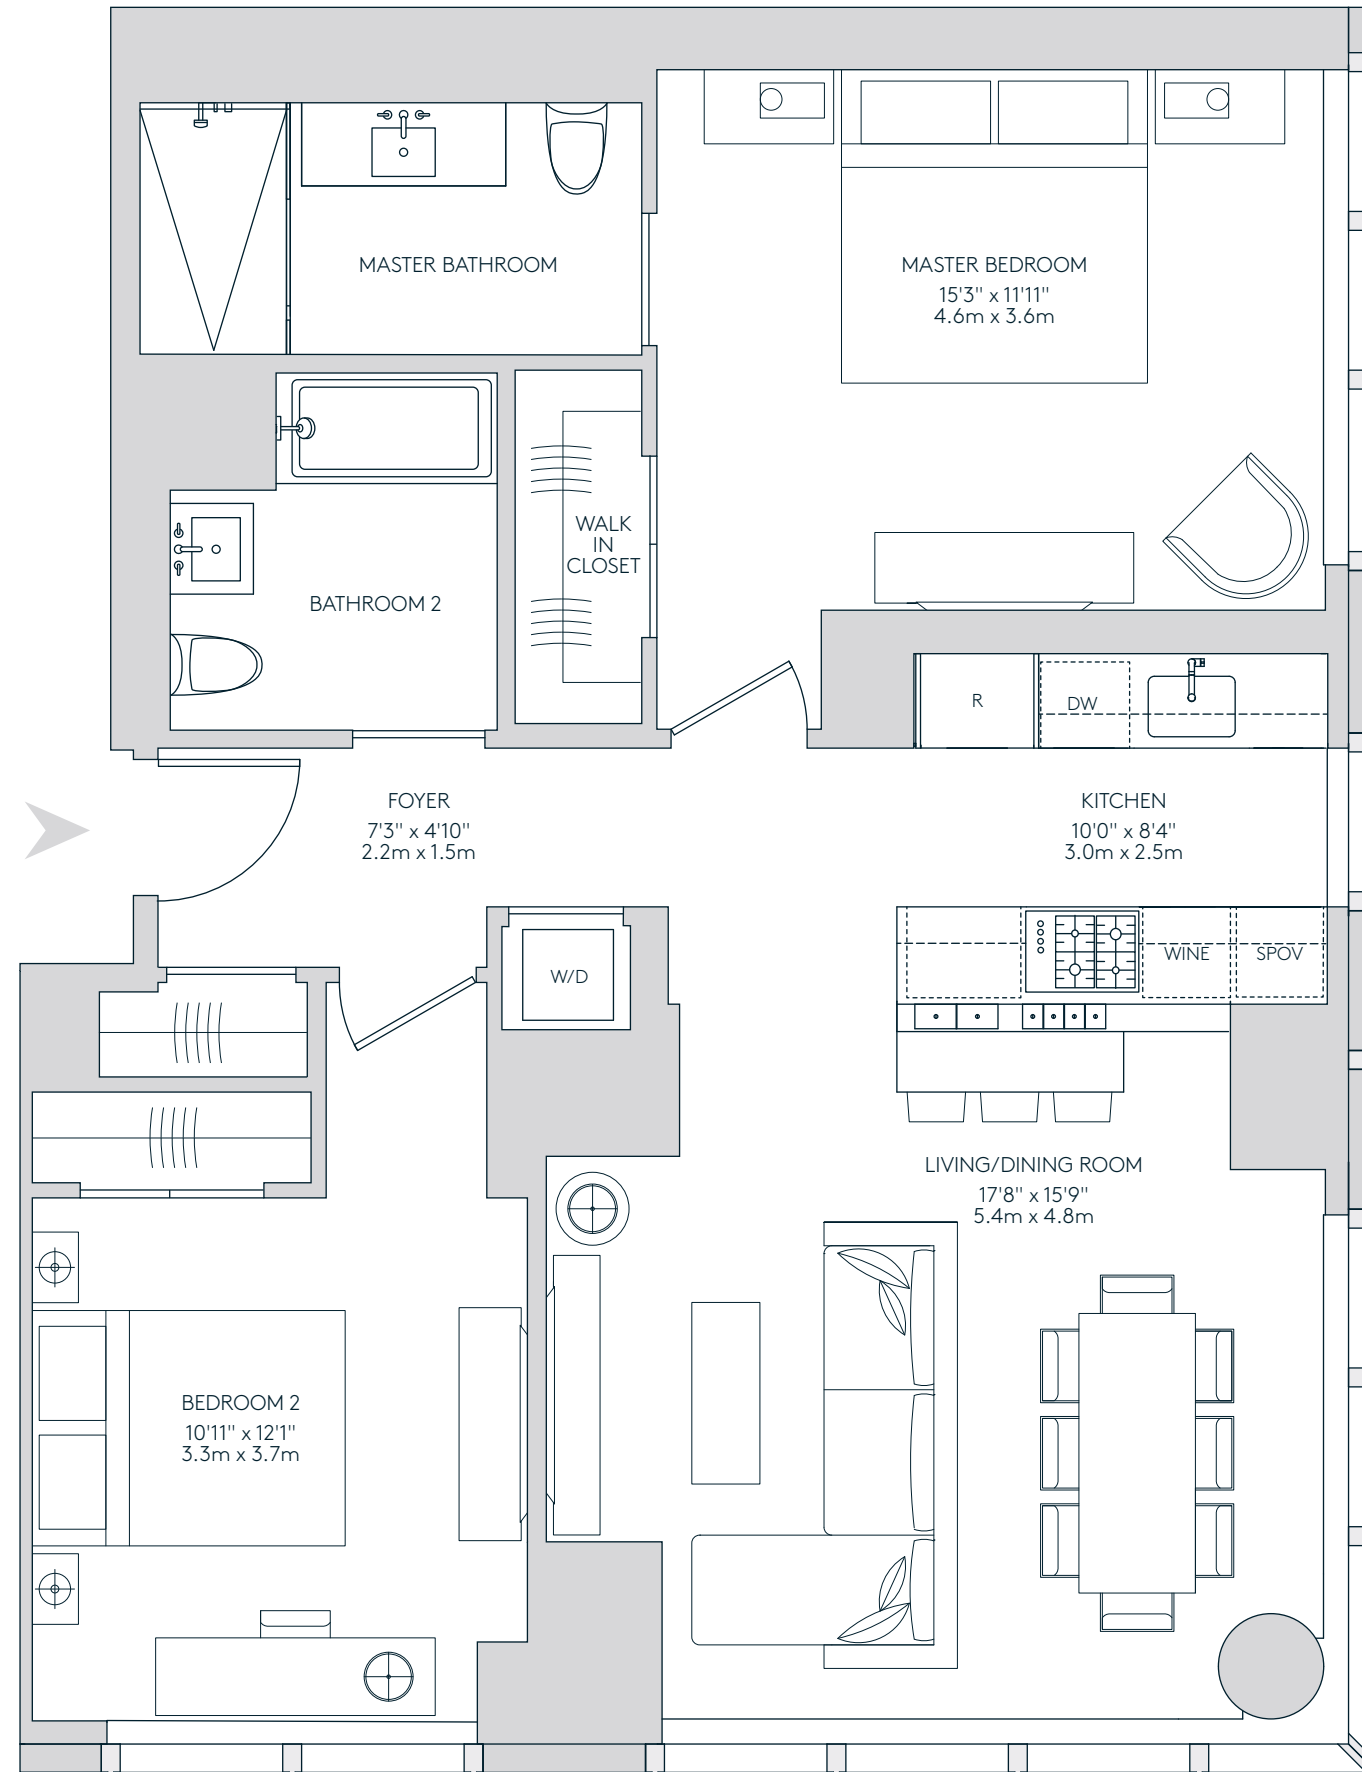 MASTER BATHROOM
MASTER BEDROOM
15'3" x 11'11"
4.6m x 3.6m
WALK
IN
CLOSET
BATHROOM 2
R
DW
FOYER
7'3" x 4'10"
2.2m x 1.5m
KITCHEN
10'0" x 8'4"
3.0m x 2.5m
W/D
WINE
SPOV
LIVING/DINING ROOM
17'8" x 15'9"
5.4m x 4.8m
BEDROOM 2
10'11" x 12'1"
3.3m x 3.7m